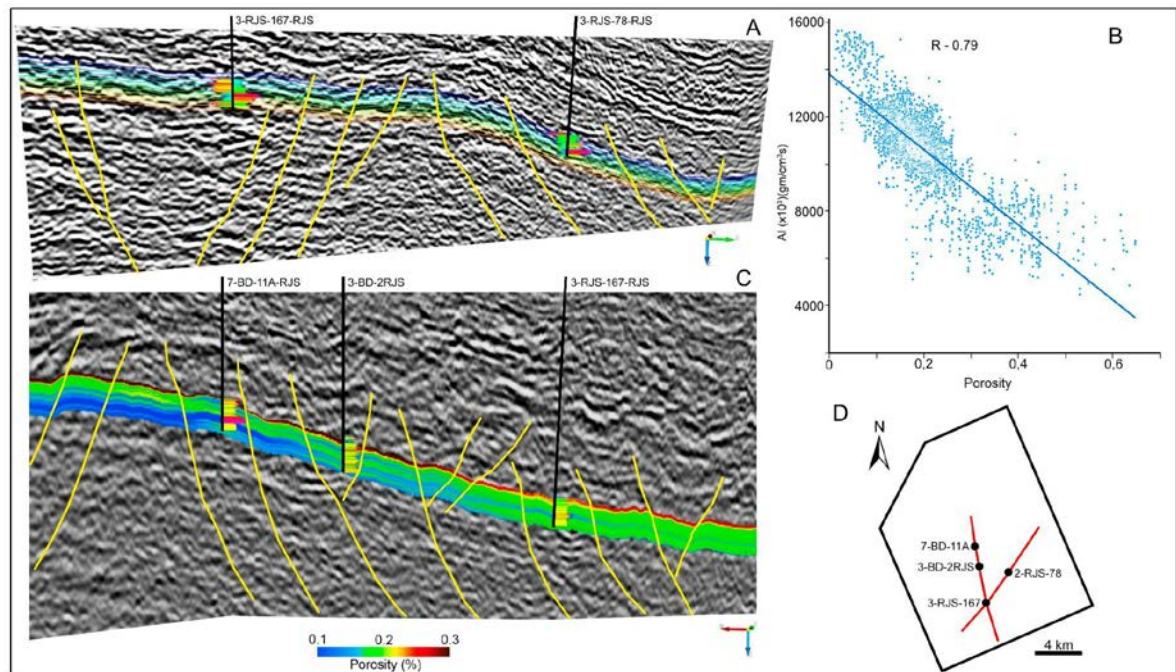 3-RJS-167-RJS
3-RJS-78-RJS
A
B
R - 0.79
16000
12000
8000
4000
AI (x10³)(gm/cm³s)
0
0,2
0,4
0,6
Porosity
7-BD-11A-RJS
3-BD-2RJS
3-RJS-167-RJS
C
0.1
0.2
0.3
Porosity (%)
D
N
7-BD-11A
3-BD-2RJS
2-RJS-78
3-RJS-167
4 km